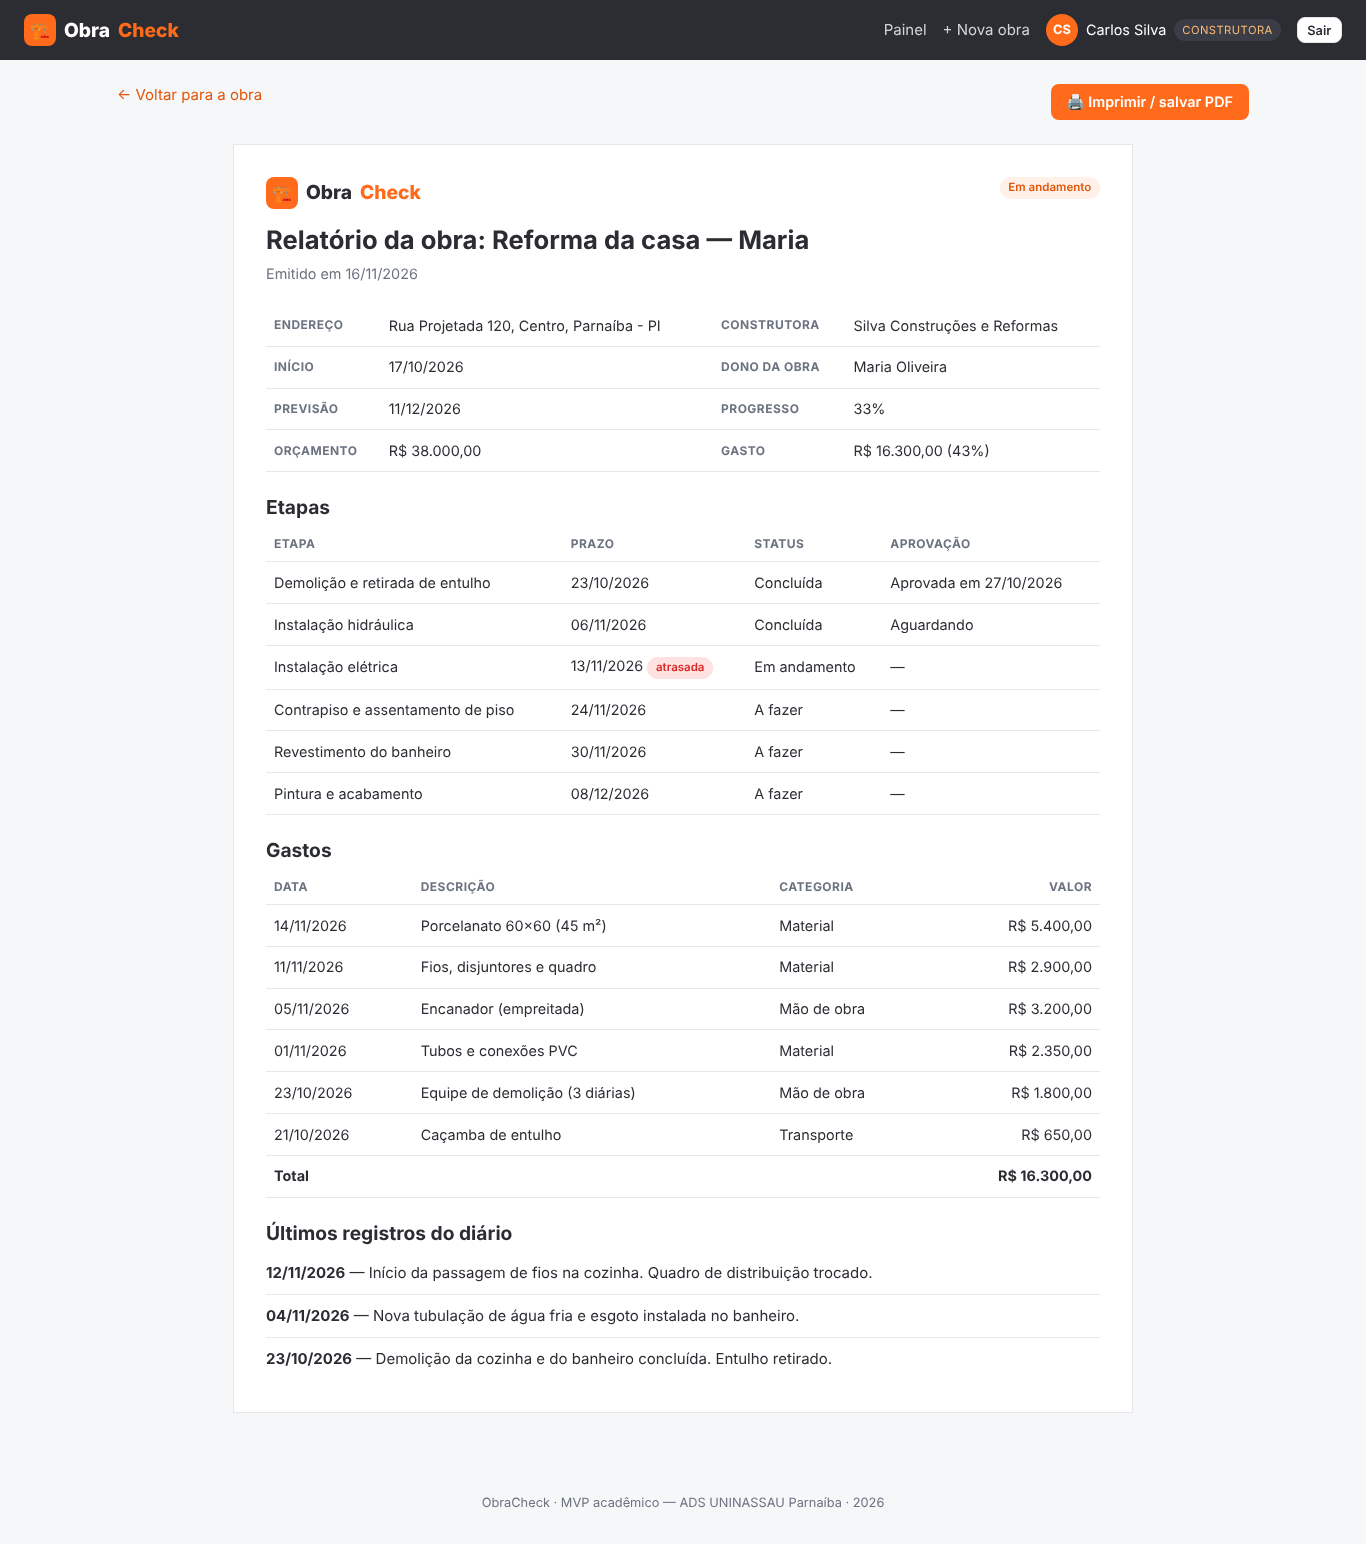 Obra Check
Painel + Nova obra CS Carlos Silva CONSTRUTORA Sair
← Voltar para a obra
Imprimir / salvar PDF
Obra Check
Em andamento
Relatório da obra: Reforma da casa — Maria
Emitido em 16/11/2026
ENDEREÇO Rua Projetada 120, Centro, Parnaíba - PI CONSTRUTORA Silva Construções e Reformas
INÍCIO 17/10/2026 DONO DA OBRA Maria Oliveira
PREVISÃO 11/12/2026 PROGRESSO 33%
ORÇAMENTO R$ 38.000,00 GASTO R$ 16.300,00 (43%)
Etapas
ETAPA PRAZO STATUS APROVAÇÃO
Demolição e retirada de entulho 23/10/2026 Concluída Aprovada em 27/10/2026
Instalação hidráulica 06/11/2026 Concluída Aguardando
Instalação elétrica 13/11/2026 atrasada Em andamento —
Contrapiso e assentamento de piso 24/11/2026 A fazer —
Revestimento do banheiro 30/11/2026 A fazer —
Pintura e acabamento 08/12/2026 A fazer —
Gastos
DATA DESCRIÇÃO CATEGORIA VALOR
14/11/2026 Porcelanato 60×60 (45 m²) Material R$ 5.400,00
11/11/2026 Fios, disjuntores e quadro Material R$ 2.900,00
05/11/2026 Encanador (empreitada) Mão de obra R$ 3.200,00
01/11/2026 Tubos e conexões PVC Material R$ 2.350,00
23/10/2026 Equipe de demolição (3 diárias) Mão de obra R$ 1.800,00
21/10/2026 Caçamba de entulho Transporte R$ 650,00
Total R$ 16.300,00
Últimos registros do diário
12/11/2026 — Início da passagem de fios na cozinha. Quadro de distribuição trocado.
04/11/2026 — Nova tubulação de água fria e esgoto instalada no banheiro.
23/10/2026 — Demolição da cozinha e do banheiro concluída. Entulho retirado.
ObraCheck · MVP acadêmico — ADS UNINASSAU Parnaíba · 2026